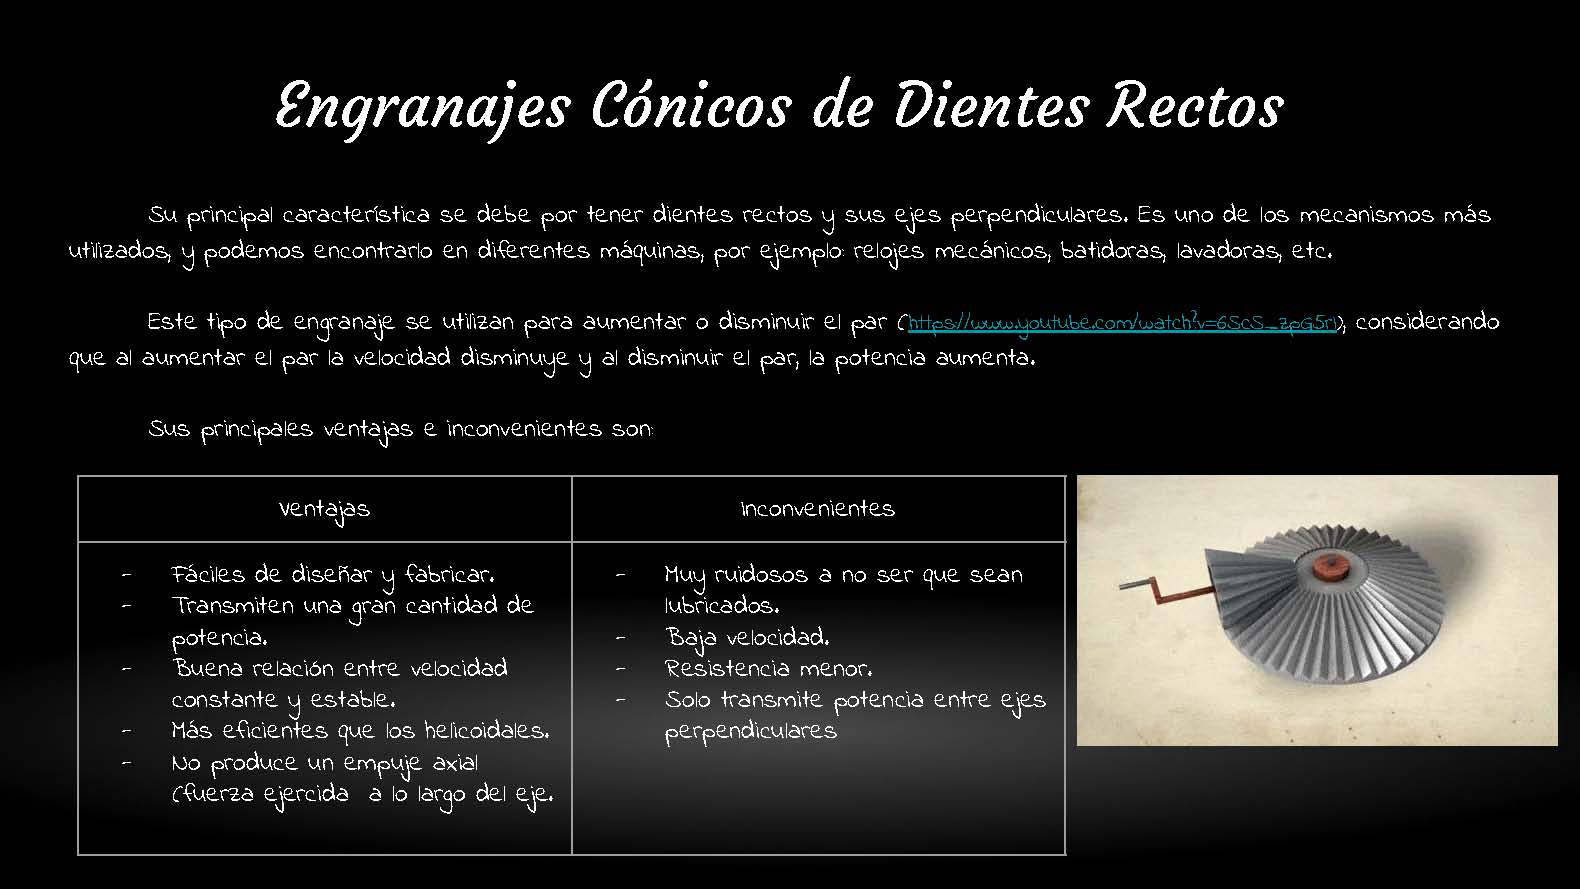 Engranajes Cónicos de Dientes Rectos
Su principal característica se debe por tener dientes rectos y sus ejes perpendiculares. Es uno de los mecanismos más
utilizados, y podemos encontrarlo en diferentes máquinas, por ejemplo: relojes mecánicos, batidoras, lavadoras, etc.
Este tipo de engranaje se utilizan para aumentar o disminuir el par (https://www.youtube.com/watch?v=6ScS_zpG5rI), considerando
que al aumentar el par la velocidad disminuye y al disminuir el par, la potencia aumenta.
Sus principales ventajas e inconvenientes son:
Ventajas
- Fáciles de diseñar y fabricar.
- Transmiten una gran cantidad de
potencia.
- Buena relación entre velocidad
constante y estable.
- Más eficientes que los helicoidales.
- No produce un empuje axial
(fuerza ejercida a lo largo del eje.
Inconvenientes
- Muy ruidosos a no ser que sean
lubricados.
- Baja velocidad.
- Resistencia menor.
- Solo transmite potencia entre ejes
perpendiculares